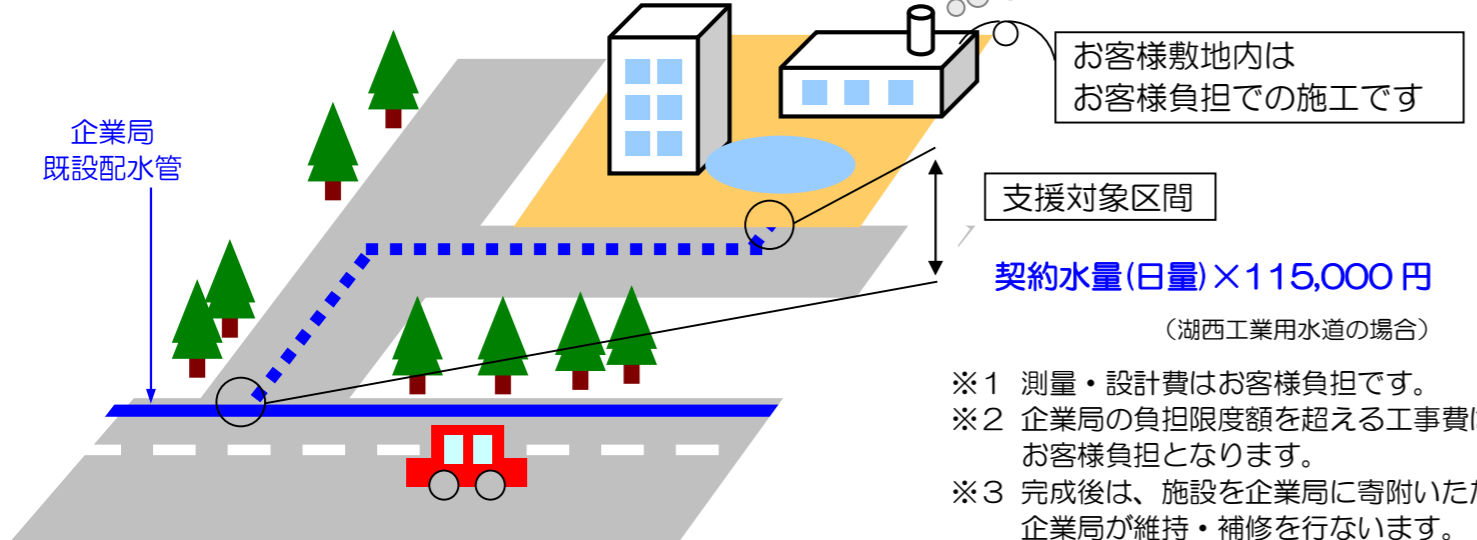 企業局
既設配水管
お客様敷地内は
お客様負担での施工です
支援対象区間
契約水量(日量)×115,000円
（湖西工業用水道の場合）
※1 測量・設計費はお客様負担です。
※2 企業局の負担限度額を超える工事費は
お客様負担となります。
※3 完成後は、施設を企業局に寄附いただ
企業局が維持・補修を行ないます。